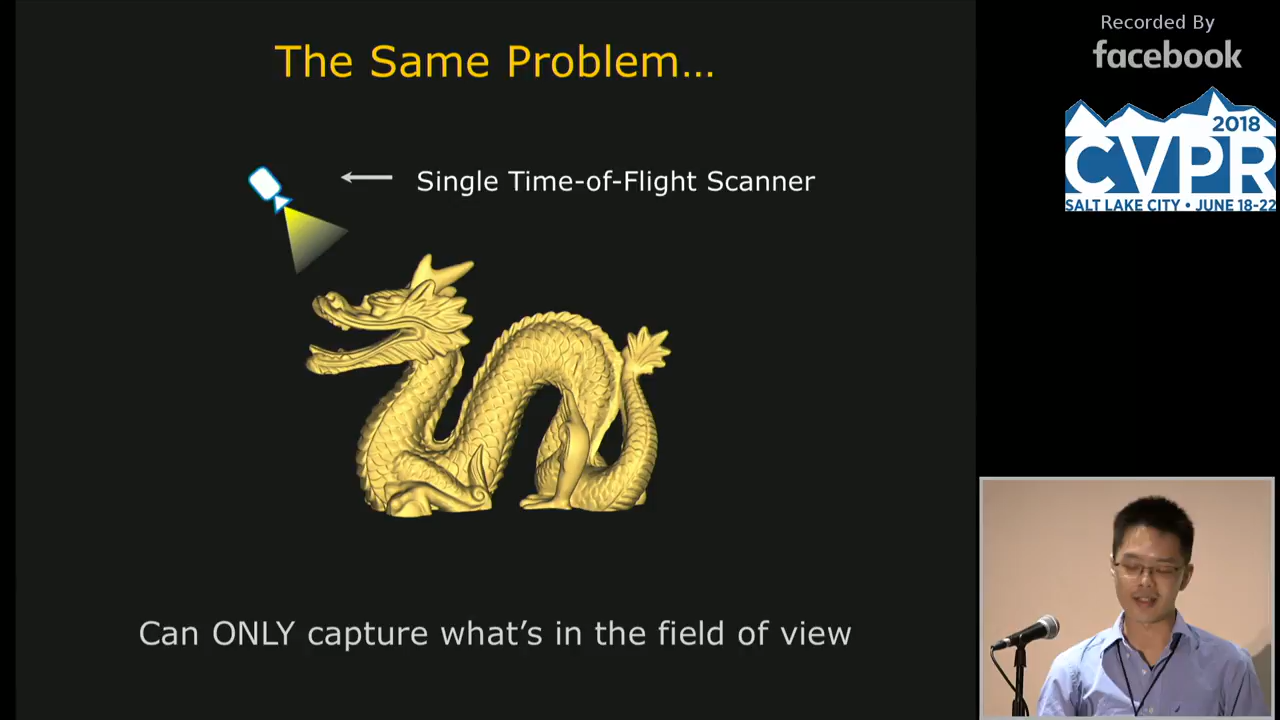 The Same Problem…
Single Time-of-Flight Scanner
Can ONLY capture what’s in the field of view
Recorded By
facebook
2018
CVPR
SALT LAKE CITY • JUNE 18-22